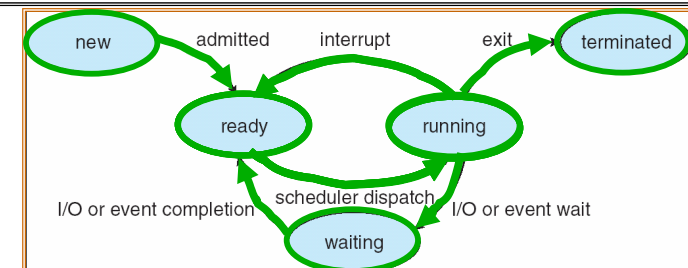 new
admitted
interrupt
exit
terminated
ready
running
scheduler dispatch
I/O or event completion
I/O or event wait
waiting